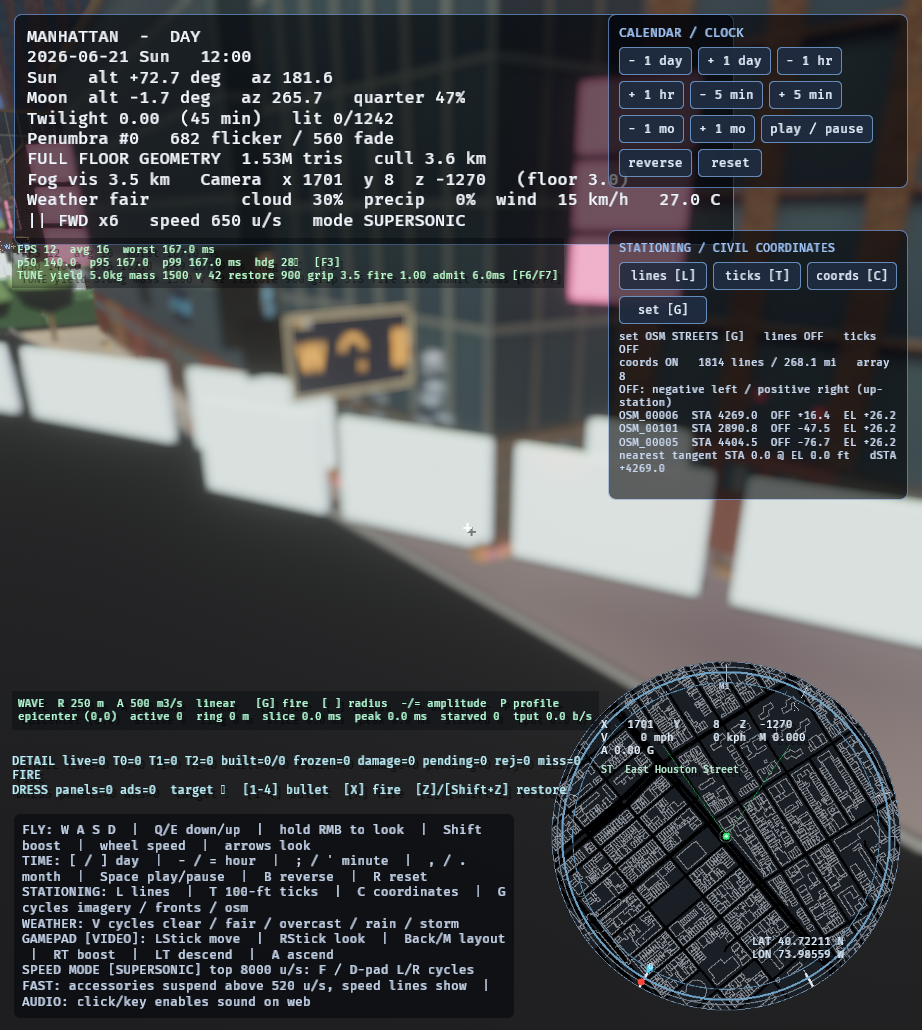 MANHATTAN - DAY
2026-06-21 Sun 12:00
Sun alt +72.7 deg az 181.6
Moon alt -1.7 deg az 265.7 quarter 47%
Twilight 0.00 (45 min) lit 0/1242
Penumbra #0 682 flicker / 560 fade
FULL FLOOR GEOMETRY 1.53M tris cull 3.6 km
Fog vis 3.5 km Camera x 1701 y 8 z -1270 (floor 3.0)
Weather fair cloud 30% precip 0% wind 15 km/h 27.0 C
|| FWD x6 speed 650 u/s mode SUPERSONIC
FPS 12 avg 16 worst 167.0 ms
p50 140.0 p95 167.0 p99 167.0 ms hdg 28 [F3]
TUNE yield 5.0kg mass 1500 v 42 restore 900 grip 3.5 fire 1.00 admit 6.0ms [F6/F7]
CALENDAR / CLOCK
- 1 day + 1 day - 1 hr
+ 1 hr - 5 min + 5 min
- 1 mo + 1 mo play / pause
reverse reset
STATIONING / CIVIL COORDINATES
lines [L] ticks [T] coords [C]
set [G]
set OSM STREETS [G] lines OFF ticks
OFF
coords ON 1814 lines / 268.1 mi array
8
OFF: negative left / positive right (up-
station)
OSM_00006 STA 4269.0 OFF +16.4 EL +26.2
OSM_00101 STA 2890.8 OFF -47.5 EL +26.2
OSM_00005 STA 4404.5 OFF -76.7 EL +26.2
nearest tangent STA 0.0 @ EL 0.0 ft dSTA
+4269.0
WAVE R 250 m A 500 m3/s linear [G] fire [ ] radius -/= amplitude P profile
epicenter (0,0) active 0 ring 0 m slice 0.0 ms peak 0.0 ms starved 0 tput 0.0 b/s
DETAIL live=0 T0=0 T1=0 T2=0 built=0/0 frozen=0 damage=0 pending=0 rej=0 miss=0
FIRE
DRESS panels=0 ads=0 target [1-4] bullet [X] fire [Z]/[Shift+Z] restore
FLY: W A S D | Q/E down/up | hold RMB to look | Shift
boost | wheel speed | arrows look
TIME: [ / ] day | - / = hour | ; / ' minute | , / .
month | Space play/pause | B reverse | R reset
STATIONING: L lines | T 100-ft ticks | C coordinates | G
cycles imagery / fronts / osm
WEATHER: V cycles clear / fair / overcast / rain / storm
GAMEPAD [VIDEO]: LStick move | RStick look | Back/M layout
| RT boost | LT descend | A ascend
SPEED MODE [SUPERSONIC] top 8000 u/s: F / D-pad L/R cycles
FAST: accessories suspend above 520 u/s, speed lines show |
AUDIO: click/key enables sound on web
X 1701 Y 8 Z -1270
V 0 mph 0 kph M 0.000
A 0.00 G
ST East Houston Street
LAT 40.72211 N
LON 73.98559 W